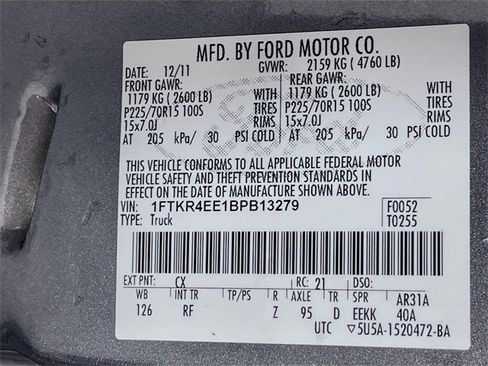 MFD. BY FORD MOTOR CO.
DATE: 12/11 GVWR: 2159 KG ( 4760 LB)
FRONT GAWR: REAR GAWR:
1179 KG ( 2600 LB) 1179 KG ( 2600 LB)
P225/70R15 100S TIRES P225/70R15 100S TIRES
15x7.0J RIMS 15x7.0J RIMS
AT 205 kPa/ 30 PSI COLD AT 205 kPa/ 30 PSI COLD
THIS VEHICLE CONFORMS TO ALL APPLICABLE FEDERAL MOTOR
VEHICLE SAFETY AND THEFT PREVENTION STANDARDS IN
EFFECT ON THE DATE OF MANUFACTURE SHOWN ABOVE.
VIN: 1FTKR4EE1BPB13279 F0052
TYPE: Truck T0255
EXT PNT: CX RC: 21 DSO:
WB INT TR TP/PS R AXLE TR SPR AR31A
126 RF Z 95 D EEKK 40A
UTC 5U5A-1520472-BA